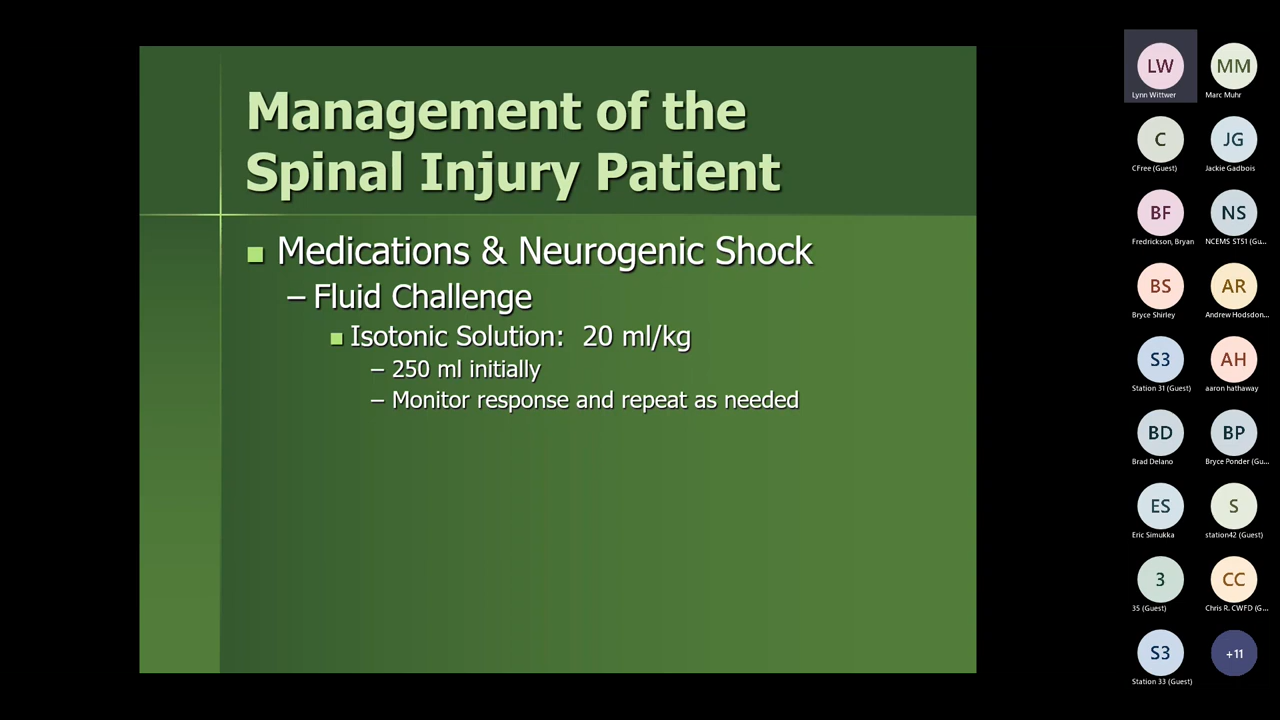 Management of the
Spinal Injury Patient
■ Medications & Neurogenic Shock
– Fluid Challenge
■ Isotonic Solution: 20 ml/kg
– 250 ml initially
– Monitor response and repeat as needed
LW
Lynn Wittwer
MM
Marc Muhr
C
CFree (Guest)
JG
Jackie Gadbois
BF
Fredrickson, Bryan
NS
NCEMS ST51 (Gu...
BS
Bryce Shirley
AR
Andrew Hodsdon...
S3
Station 31 (Guest)
AH
aaron hathaway
BD
Brad Delano
BP
Bryce Ponder (Gu...
ES
Eric Simukka
S
station42 (Guest)
3
35 (Guest)
CC
Chris R. CWFD (G...
S3
Station 33 (Guest)
+11